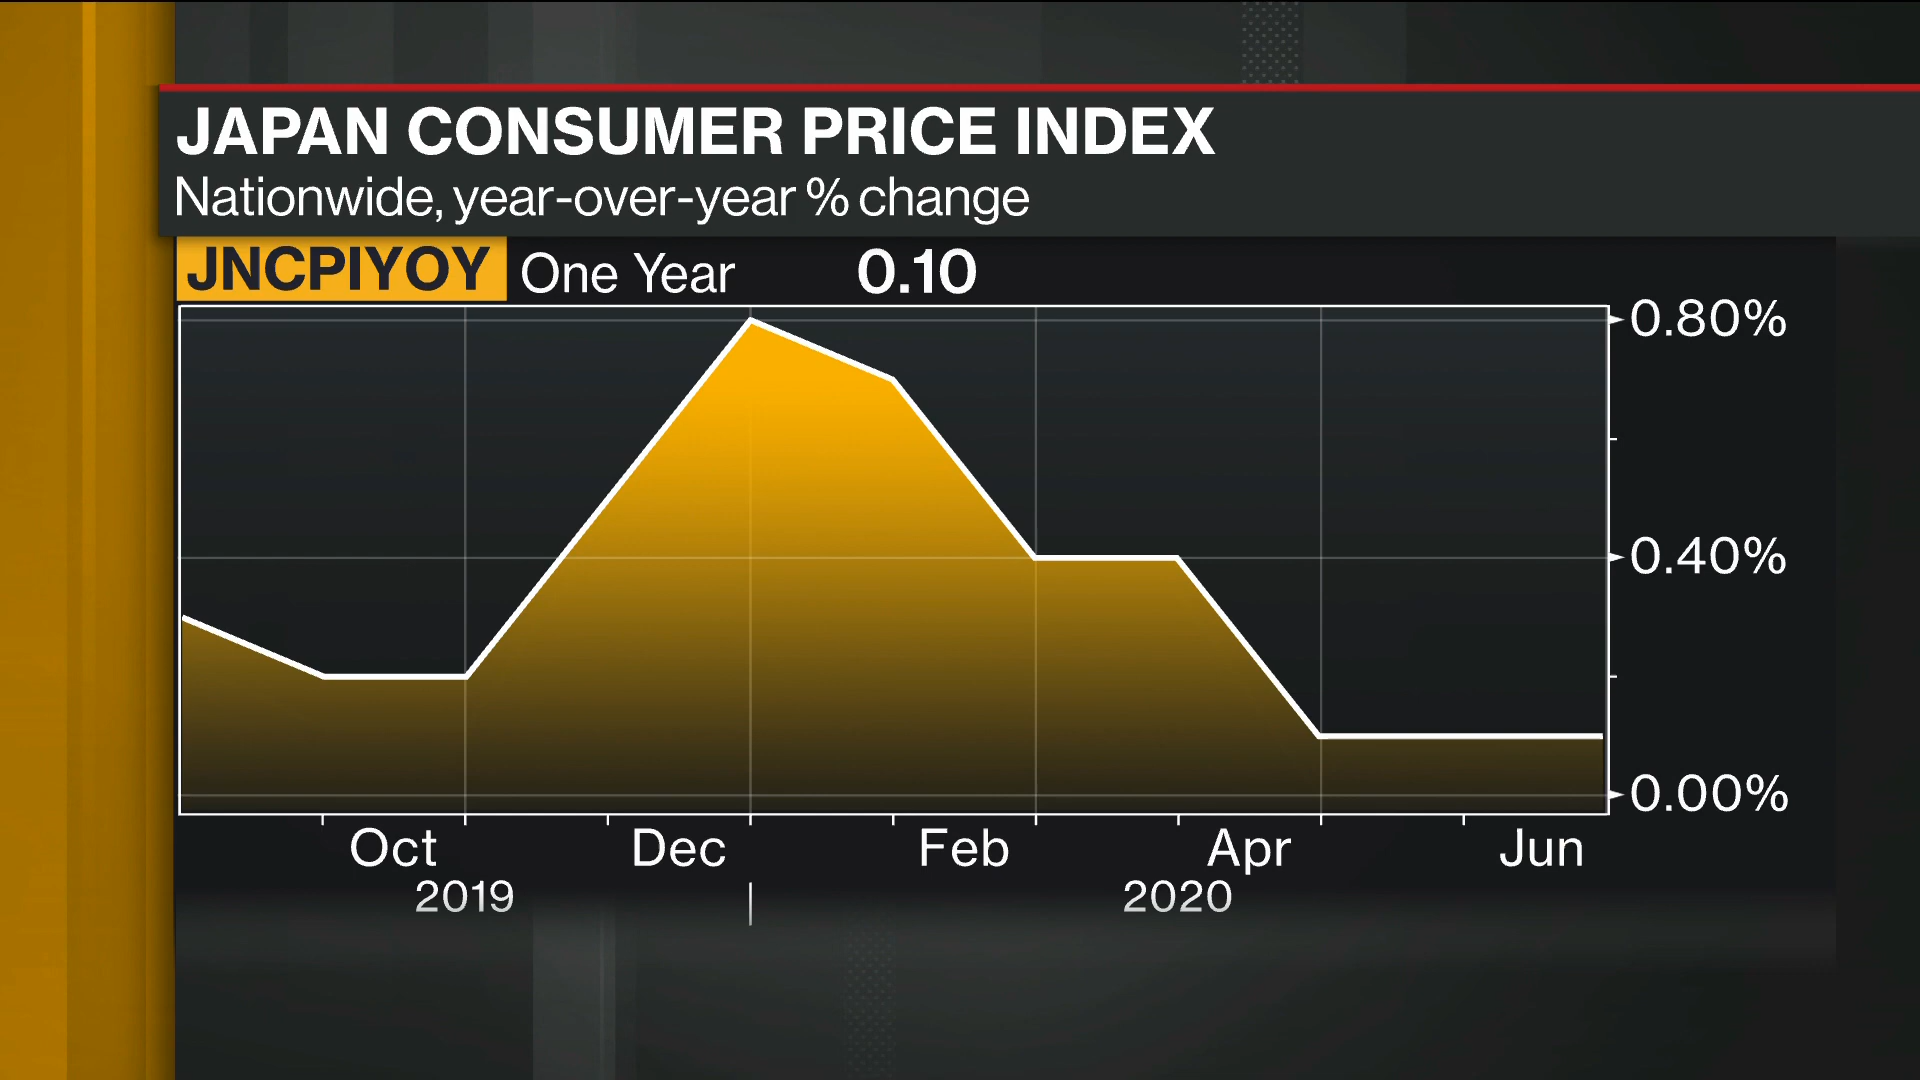 JAPAN CONSUMER PRICE INDEX
Nationwide, year-over-year % change
JNCPIYOY One Year 0.10
0.80%
0.40%
0.00%
Oct Dec Feb Apr Jun
2019 2020